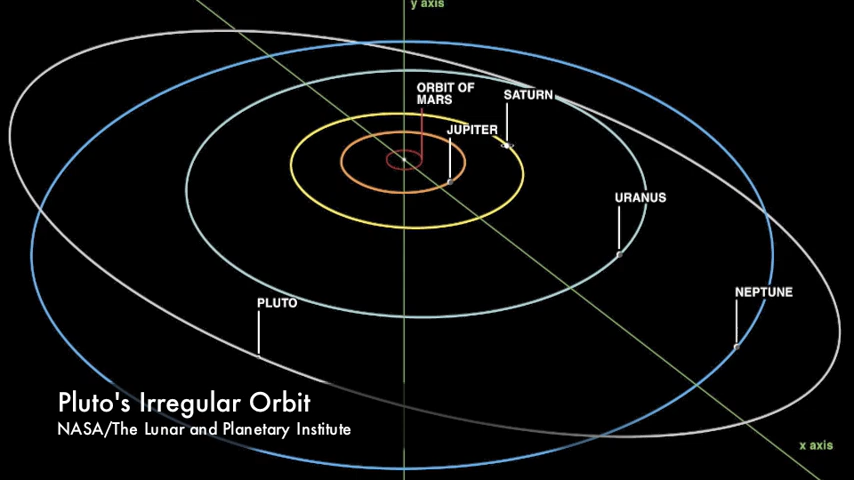 y axis
ORBIT OF
MARS
SATURN
JUPITER
URANUS
NEPTUNE
PLUTO
Pluto's Irregular Orbit
NASA/The Lunar and Planetary Institute
x axis